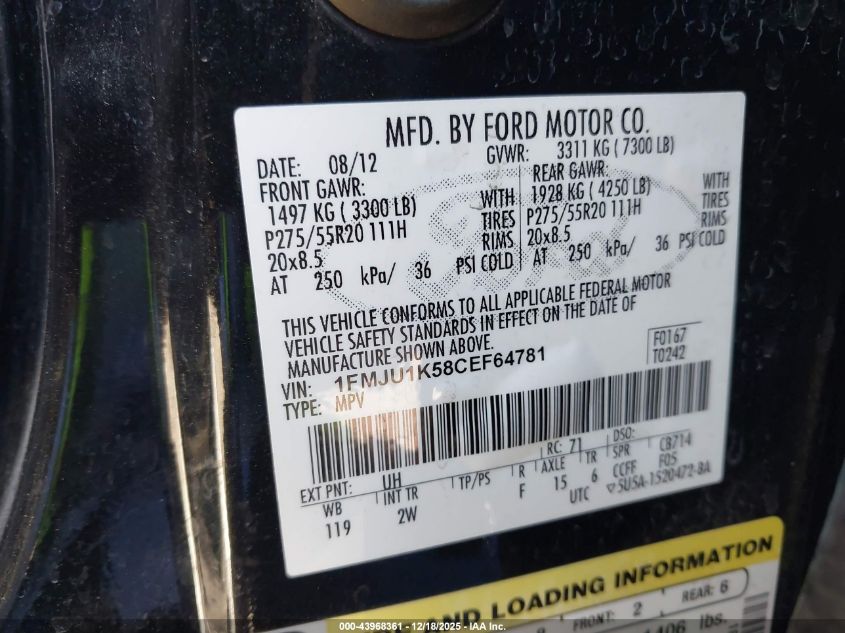 MFD. BY FORD MOTOR CO.
DATE: 08/12 GVWR: 3311 KG ( 7300 LB)
FRONT GAWR: REAR GAWR:
1497 KG ( 3300 LB) WITH 1928 KG ( 4250 LB) WITH
P275/55R20 111H TIRES P275/55R20 111H TIRES
20x8.5 RIMS 20x8.5 RIMS
AT 250 kPa/ 36 PSI COLD AT 250 kPa/ 36 PSI COLD
THIS VEHICLE CONFORMS TO ALL APPLICABLE FEDERAL MOTOR
VEHICLE SAFETY STANDARDS IN EFFECT ON THE DATE OF
MANUFACTURE SHOWN ABOVE.
VIN: 1FMJU1K58CEF64781 F0167
TYPE: MPV T0242
RC: 71 DSO: CB714
EXT PNT: UH
WB INT TR TP/PS R AXLE TR SPR F05
119 2W F 15 6 CCFF
UTC ▽5U5A-1520472-BA
AND LOADING INFORMATION
FRONT: 2 REAR: 6
lbs.
000-43968361 - 12/18/2025 - IAA Inc.